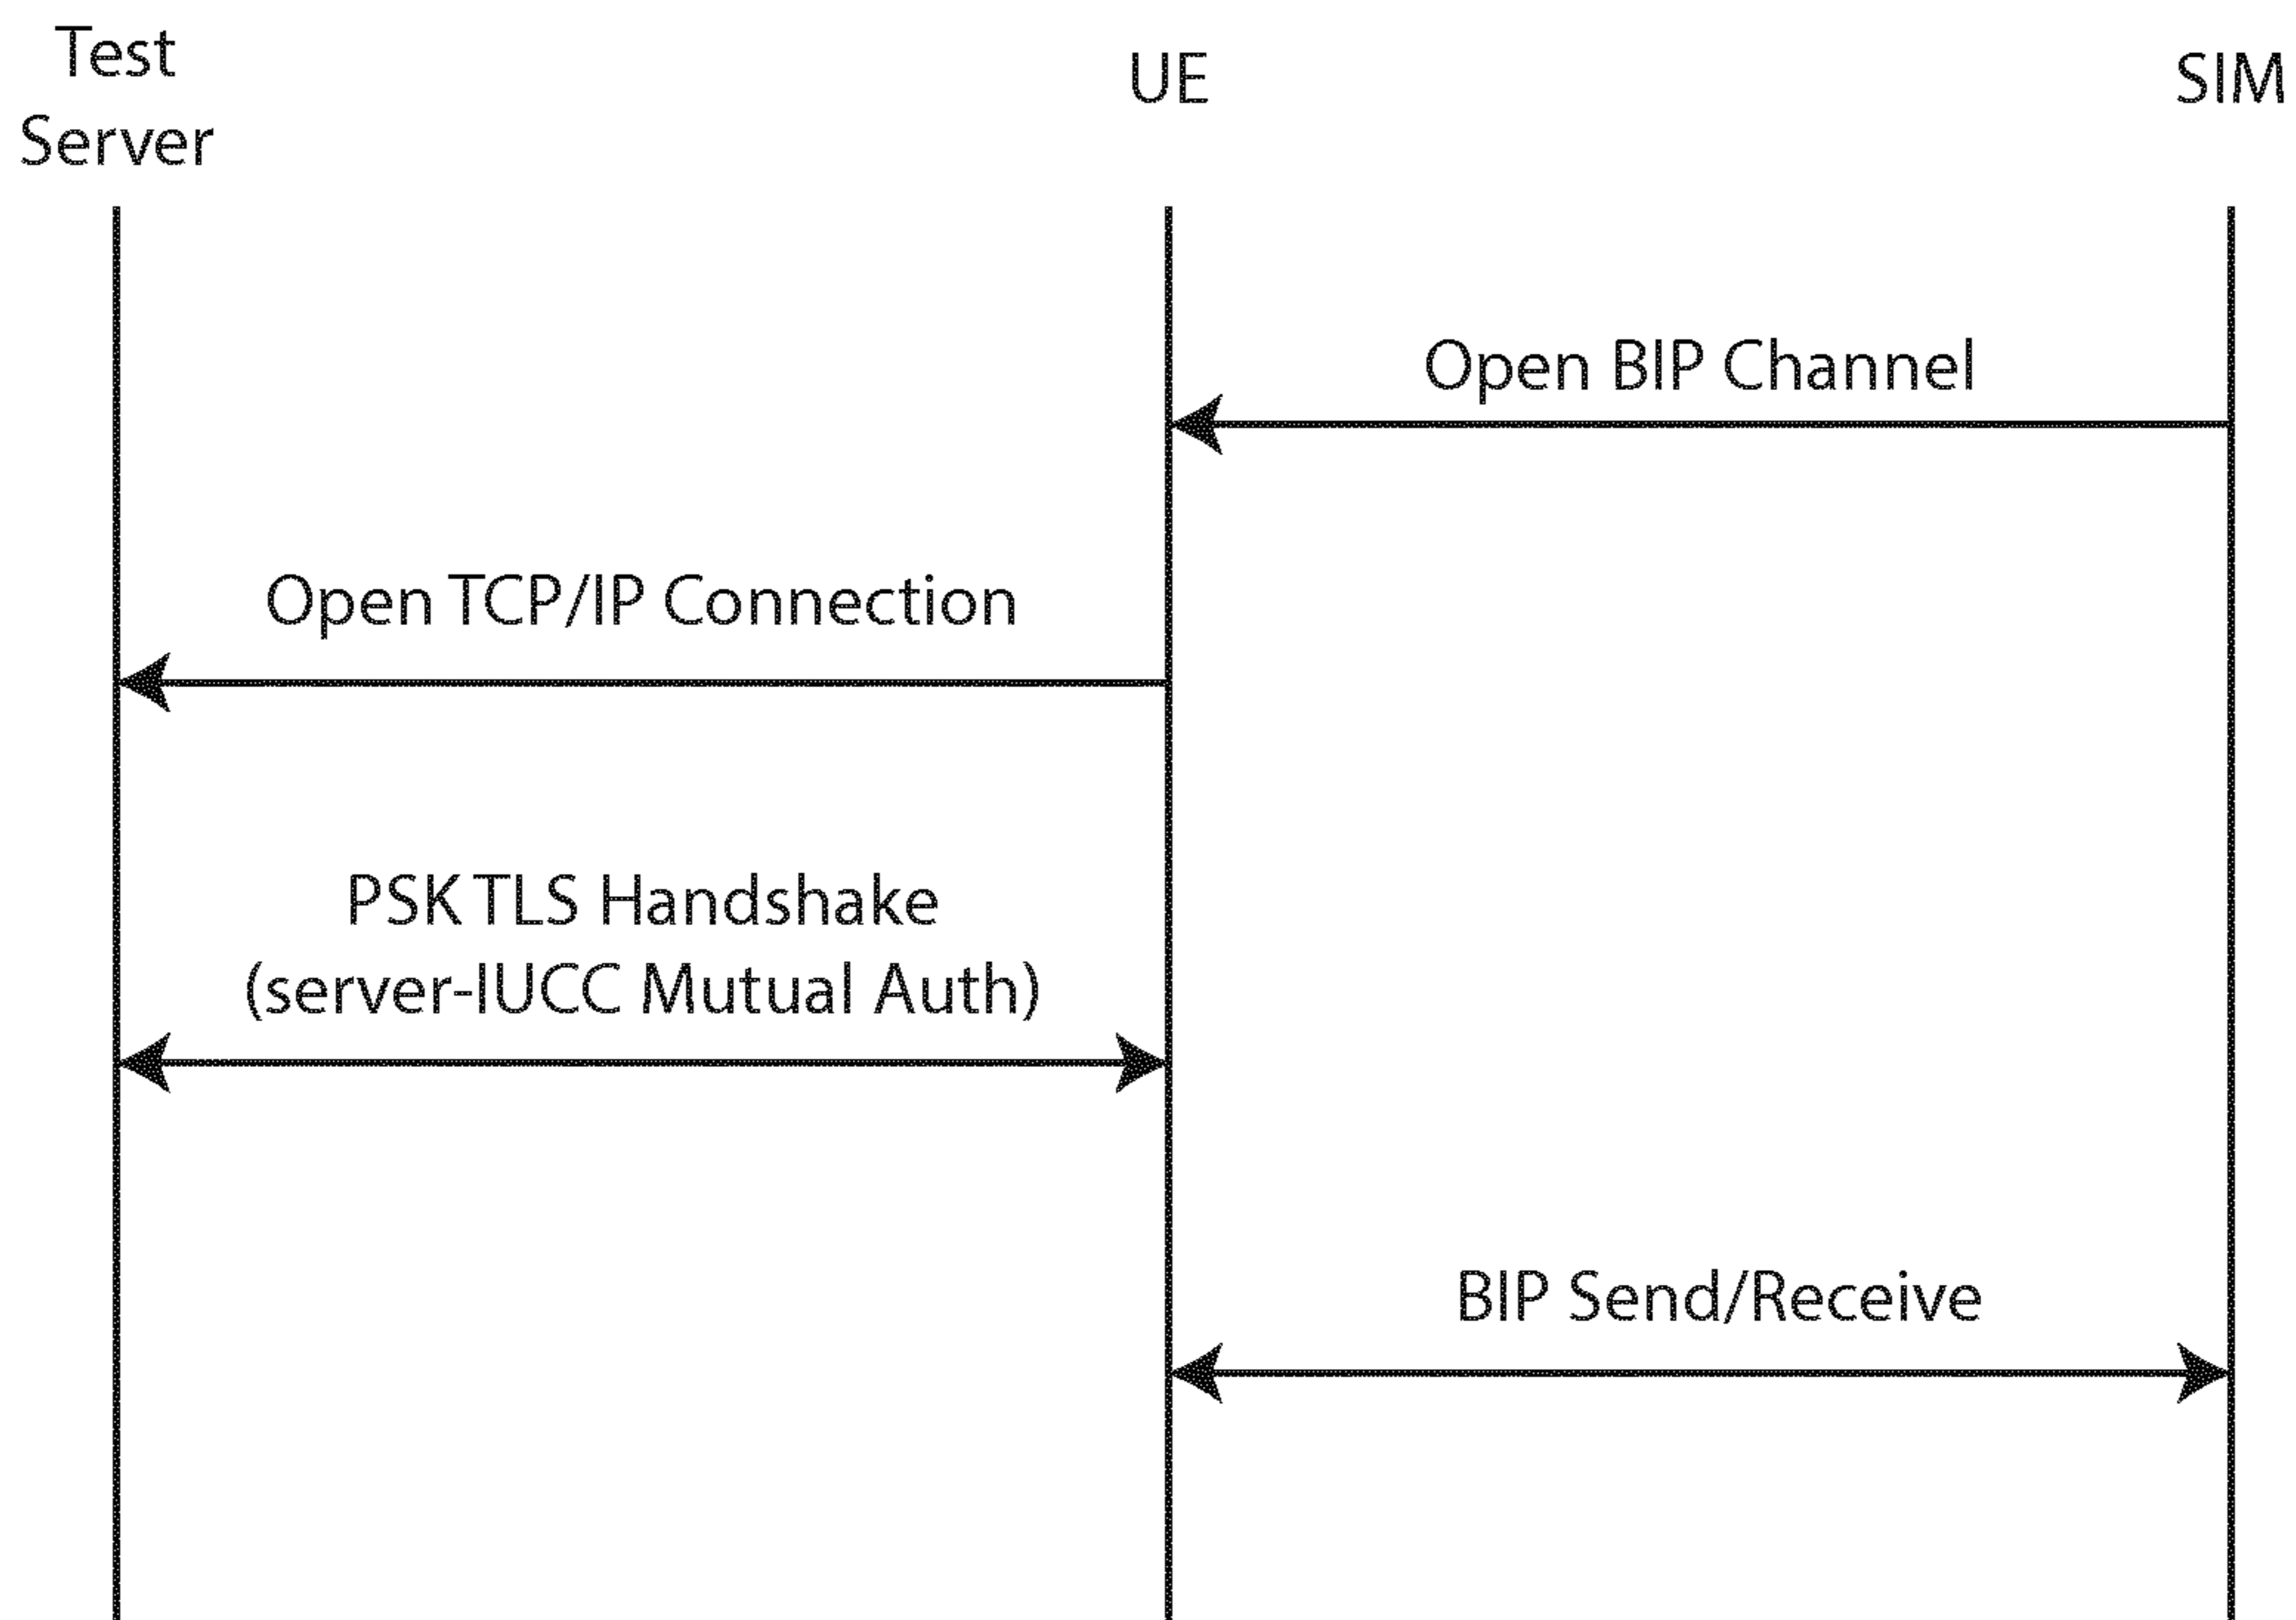 Test
Server
UE
SIM
Open BIP Channel
Open TCP/IP Connection
PSK TLS Handshake
(server-IUCC Mutual Auth)
BIP Send/Receive